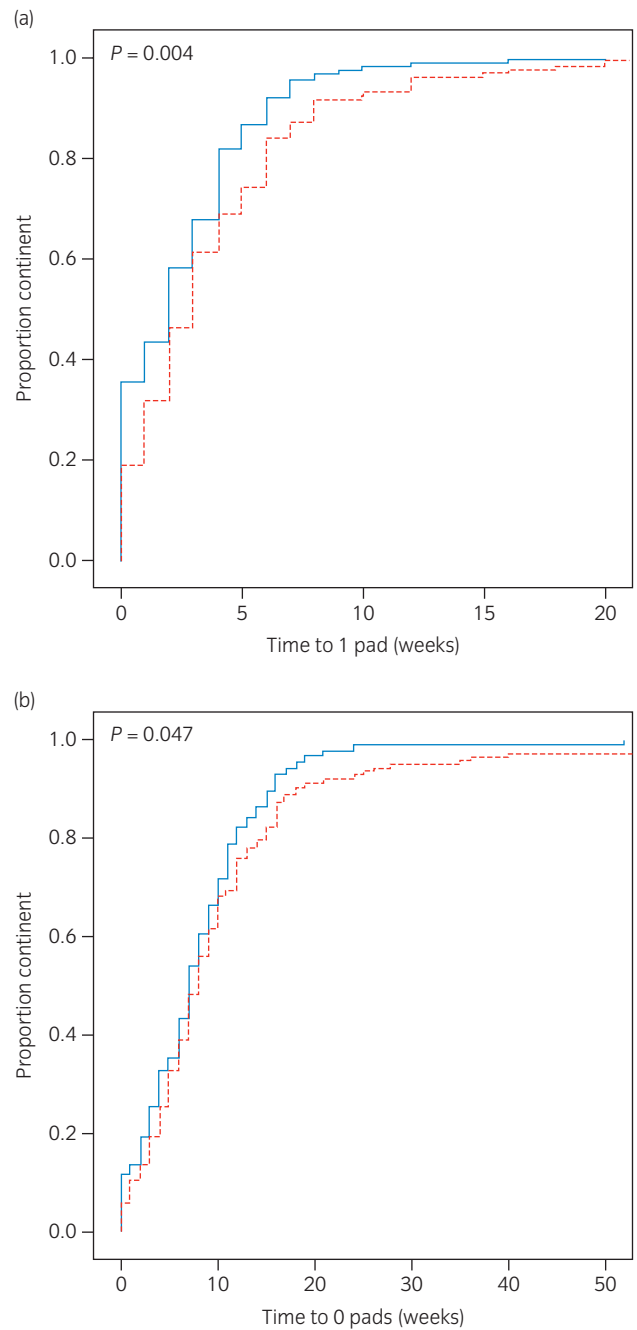 (a)
P = 0.004
1.0
0.8
0.6
0.4
0.2
0.0
Proportion continent
0 5 10 15 20
Time to 1 pad (weeks)
(b)
P = 0.047
1.0
0.8
0.6
0.4
0.2
0.0
Proportion continent
0 10 20 30 40 50
Time to 0 pads (weeks)